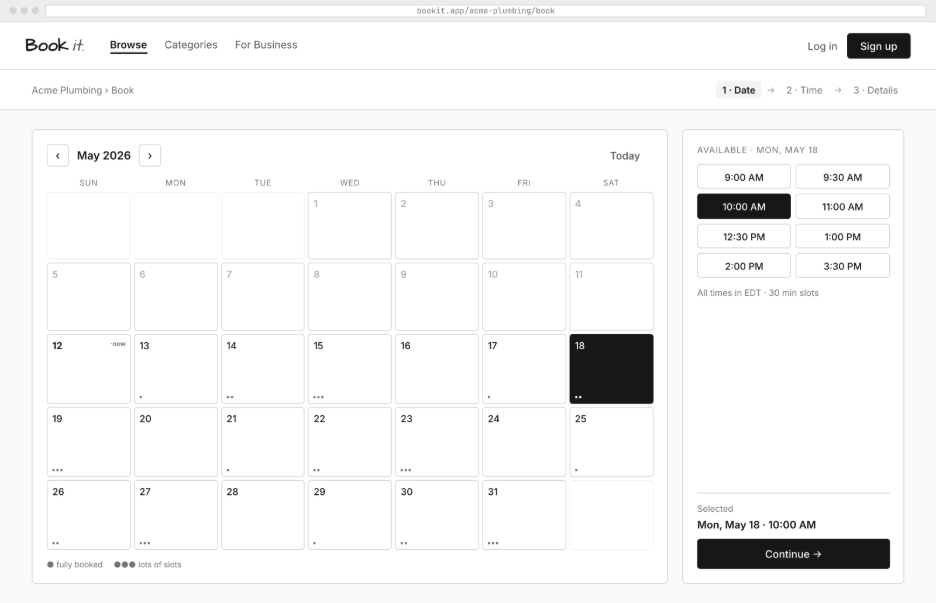 bookit.app/acme-plumbing/book
Book it.
Browse
Categories
For Business
Log in
Sign up
Acme Plumbing › Book
1 · Date → 2 · Time → 3 · Details
‹ May 2026 ›
Today
SUN MON TUE WED THU FRI SAT
1 2 3 4
5 6 7 8 9 10 11
12 ·now 13 14 15 16 17 18
19 20 21 22 23 24 25
26 27 28 29 30 31
fully booked
lots of slots
AVAILABLE · MON, MAY 18
9:00 AM 9:30 AM
10:00 AM 11:00 AM
12:30 PM 1:00 PM
2:00 PM 3:30 PM
All times in EDT · 30 min slots
Selected
Mon, May 18 · 10:00 AM
Continue →